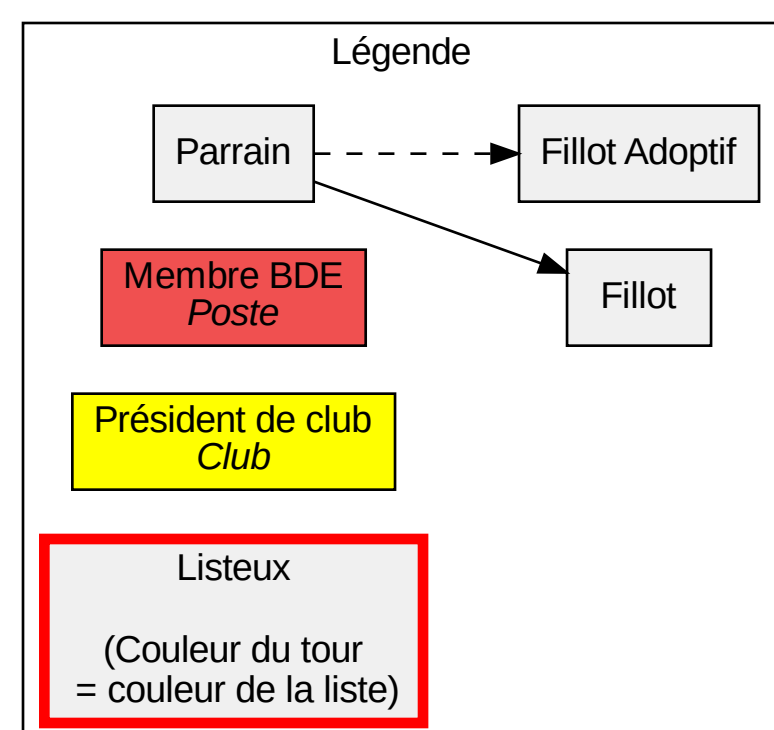 Légende
Parrain
Fillot Adoptif
Membre BDE
Poste
Fillot
Président de club
Club
Listeux
(Couleur du tour
= couleur de la liste)